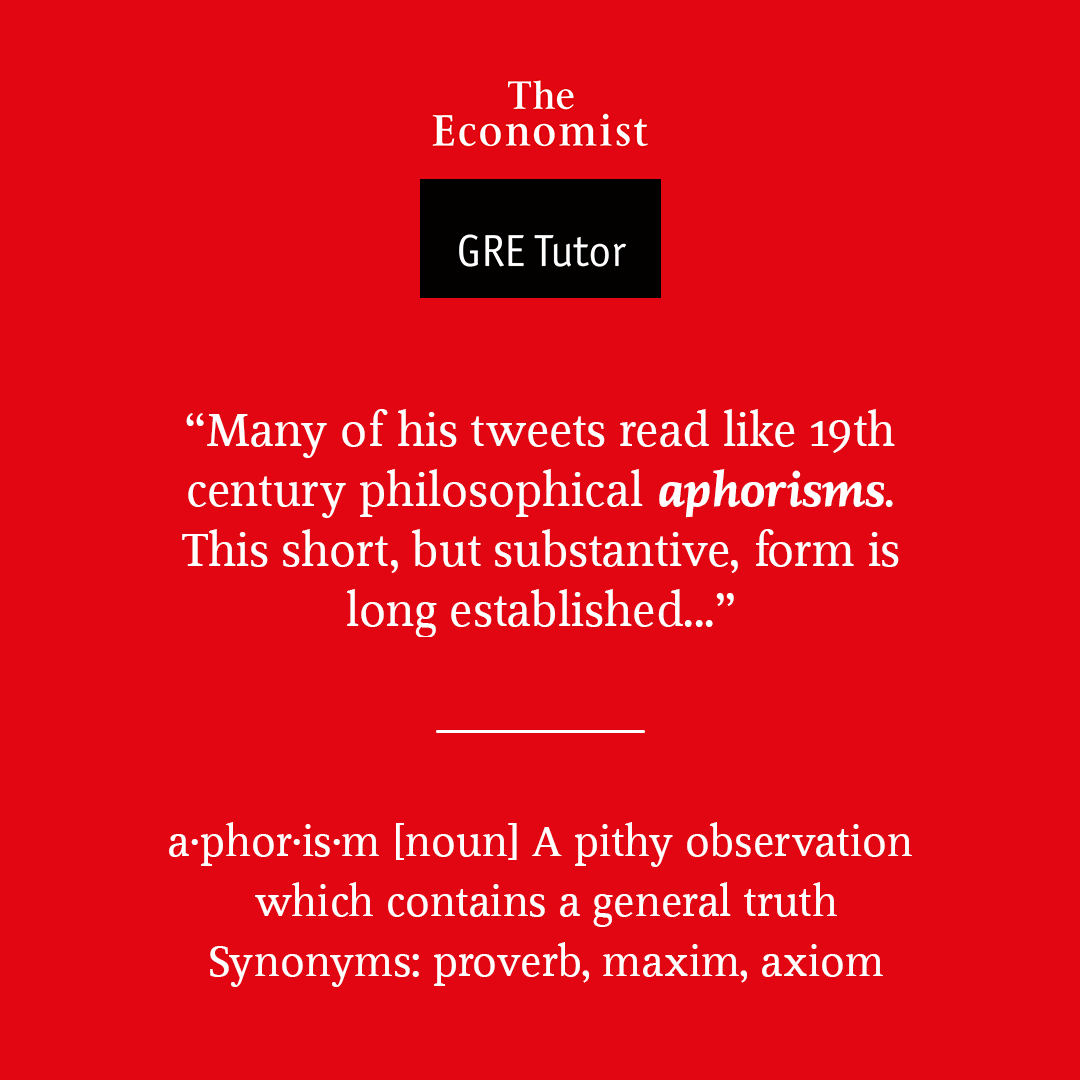 The
Economist
GRE Tutor
“Many of his tweets read like 19th
century philosophical aphorisms.
This short, but substantive, form is
long established...”
a·phor·is·m [noun] A pithy observation
which contains a general truth
Synonyms: proverb, maxim, axiom